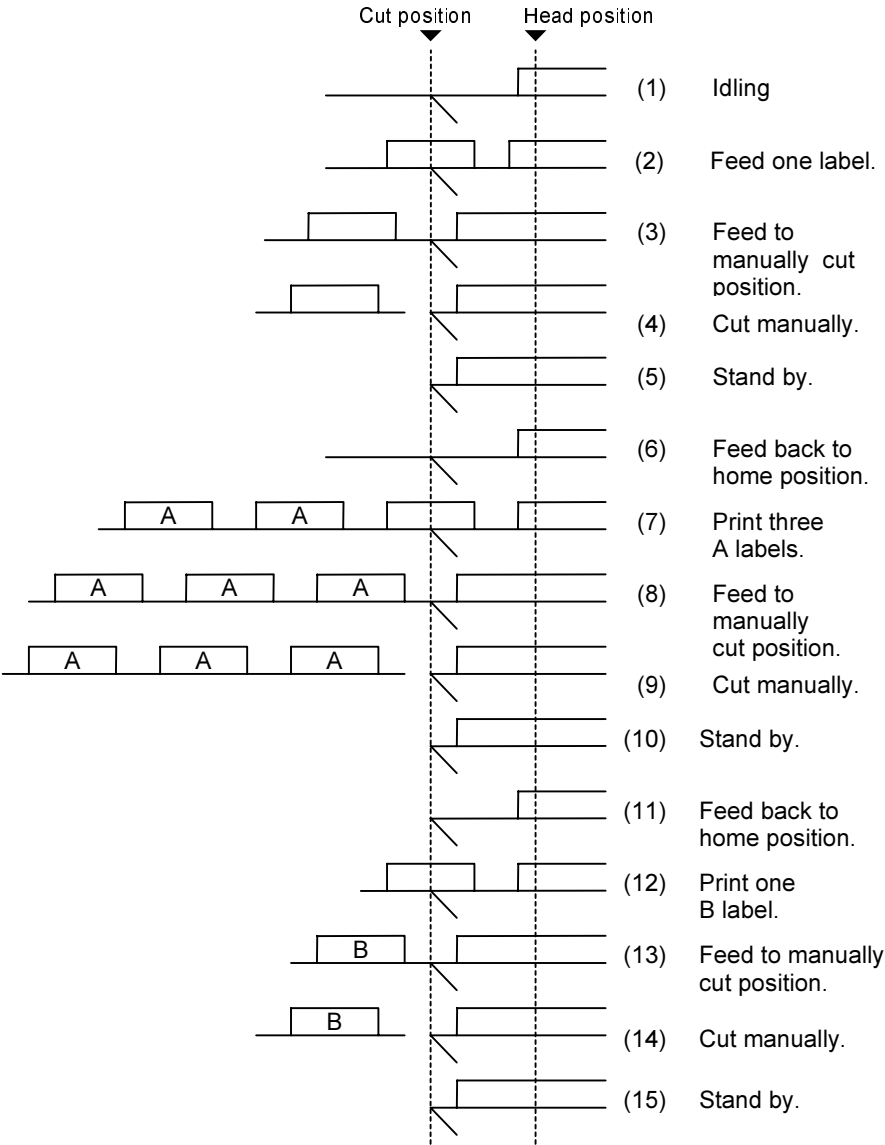 Cut position Head position
(1) Idling
(2) Feed one label.
(3) Feed to
manually cut
position.
(4) Cut manually.
(5) Stand by.
(6) Feed back to
home position.
A A (7) Print three
A labels.
A A A (8) Feed to
manually
cut position.
A A A (9) Cut manually.
(10) Stand by.
(11) Feed back to
home position.
(12) Print one
B label.
B (13) Feed to manually
cut position.
B (14) Cut manually.
(15) Stand by.